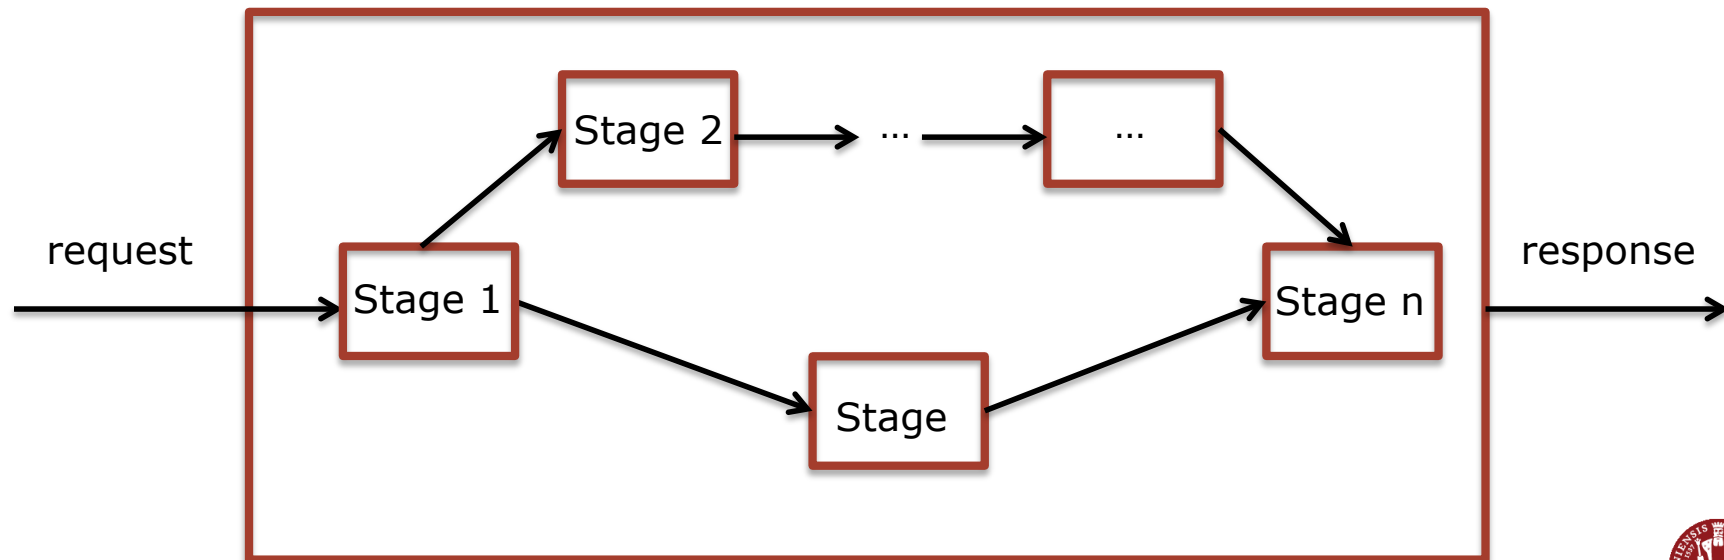 Stage 2
...
...
request
Stage 1
Stage n
response
Stage